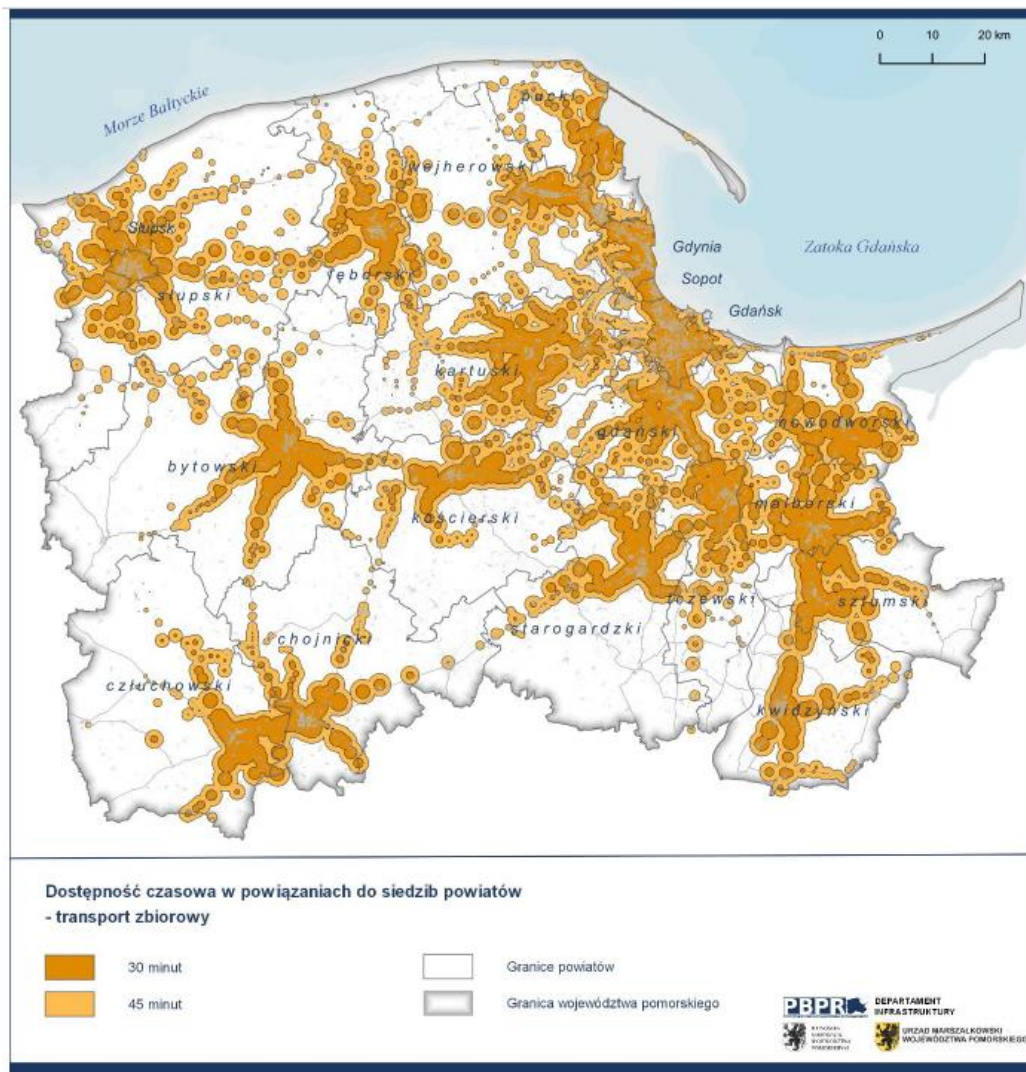 0 10 20 km
Morze Bałtyckie
pucki
wejherowski
Słupsk
Gdynia
Zatoka Gdańska
Sopot
lęborski
słupski
Gdańsk
kartuski
gdański
nowodworski
bytowski
malborski
kościerski
tczewski
sztumski
starogardzki
chojnicki
człuchowski
kwidzyński
Dostępność czasowa w powiązaniach do siedzib powiatów
- transport zbiorowy
30 minut
Granice powiatów
45 minut
Granica województwa pomorskiego
PBPR
DEPARTAMENT
INFRASTRUKTURY
URZĄD MARSZAŁKOWSKI
WOJEWÓDZTWA POMORSKIEGO